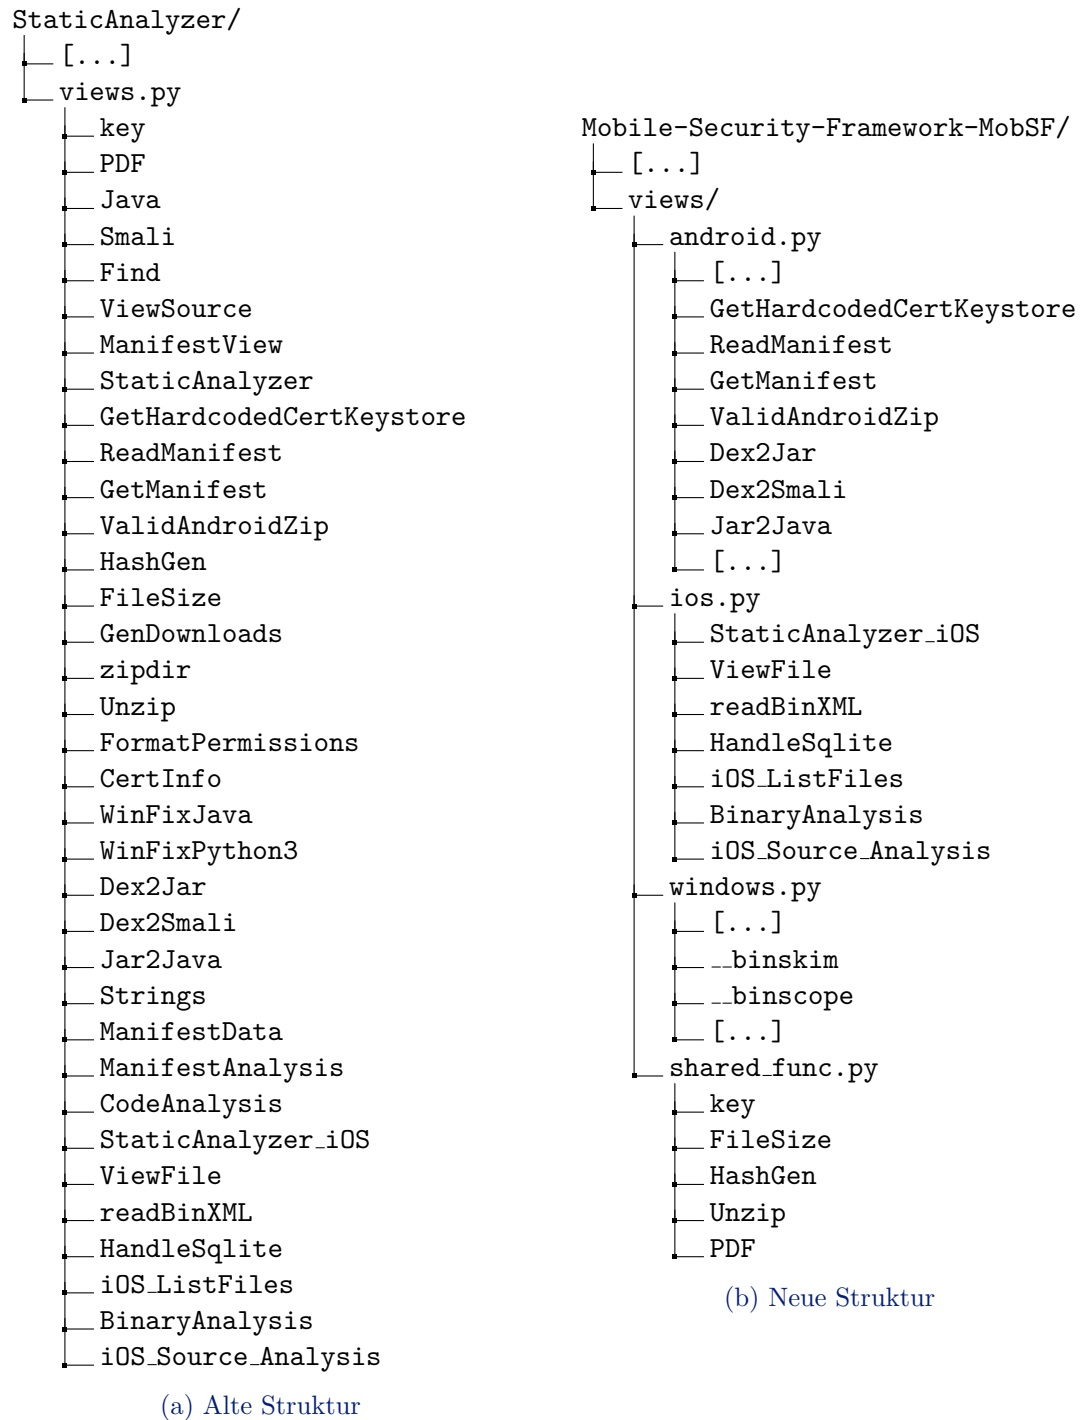 StaticAnalyzer/
[...]
views.py
key
PDF
Java
Smali
Find
ViewSource
ManifestView
StaticAnalyzer
GetHardcodedCertKeystore
ReadManifest
GetManifest
ValidAndroidZip
HashGen
FileSize
GenDownloads
zipdir
Unzip
FormatPermissions
CertInfo
WinFixJava
WinFixPython3
Dex2Jar
Dex2Smali
Jar2Java
Strings
ManifestData
ManifestAnalysis
CodeAnalysis
StaticAnalyzer_iOS
ViewFile
readBinXML
HandleSqlite
iOS_ListFiles
BinaryAnalysis
iOS_Source_Analysis
(a) Alte Struktur
Mobile-Security-Framework-MobSF/
[...]
views/
android.py
[...]
GetHardcodedCertKeystore
ReadManifest
GetManifest
ValidAndroidZip
Dex2Jar
Dex2Smali
Jar2Java
[...]
ios.py
StaticAnalyzer_iOS
ViewFile
readBinXML
HandleSqlite
iOS_ListFiles
BinaryAnalysis
iOS_Source_Analysis
windows.py
[...]
__binskim
__binscope
[...]
shared_func.py
key
FileSize
HashGen
Unzip
PDF
(b) Neue Struktur